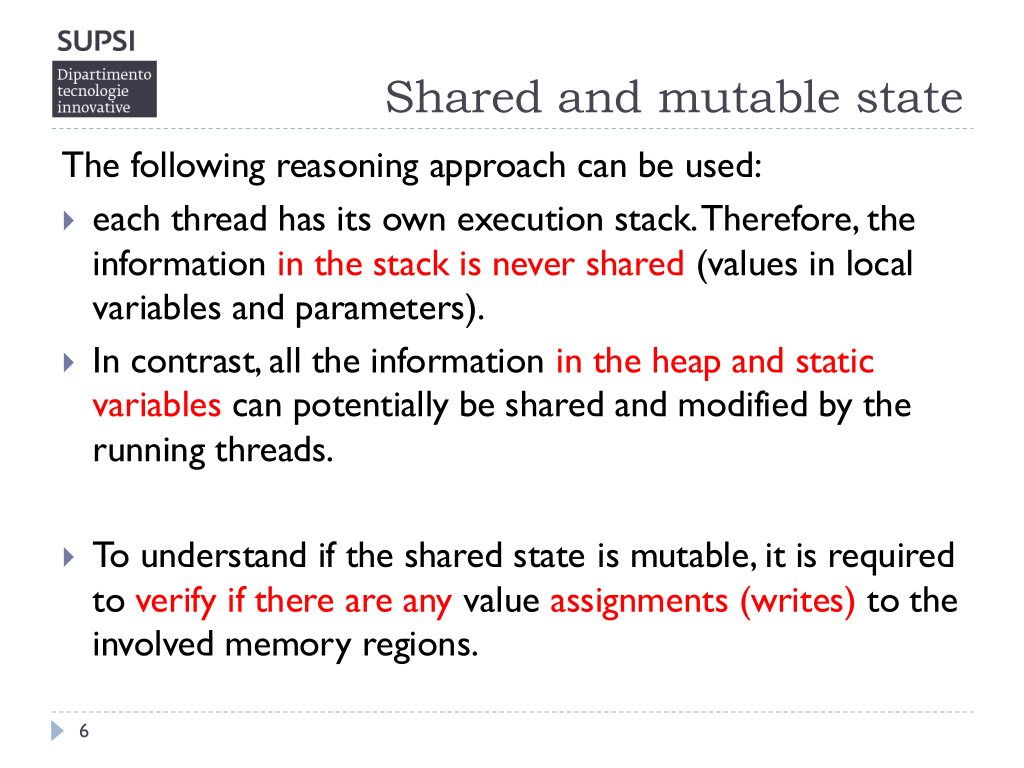 SUPSI
Dipartimento
tecnologie
innovative
Shared and mutable state
The following reasoning approach can be used:
each thread has its own execution stack. Therefore, the
information in the stack is never shared (values in local
variables and parameters).
In contrast, all the information in the heap and static
variables can potentially be shared and modified by the
running threads.
To understand if the shared state is mutable, it is required
to verify if there are any value assignments (writes) to the
involved memory regions.
6